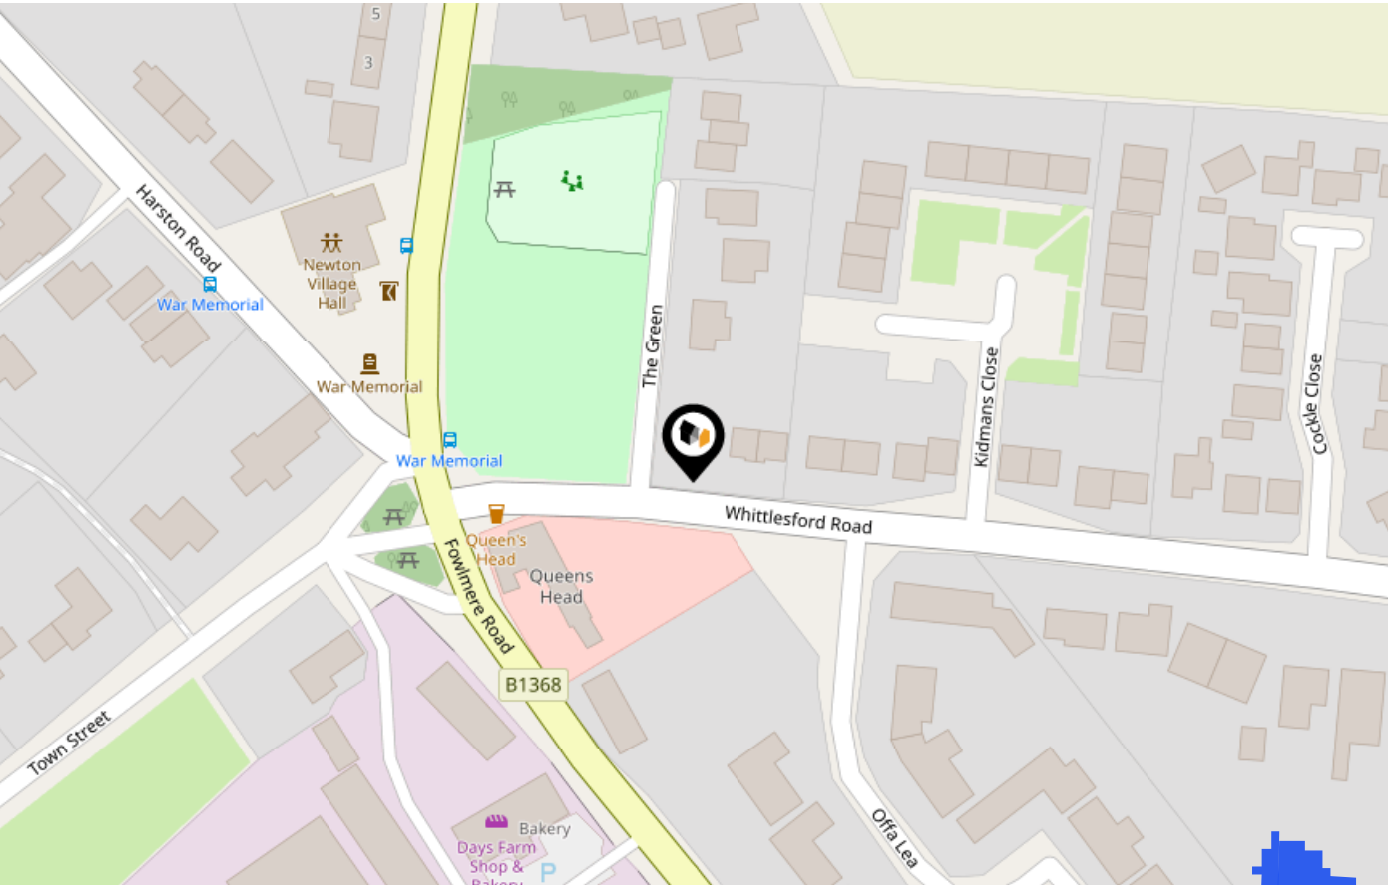 5
3
Harston Road
Newton
Village
Hall
War Memorial
War Memorial
War Memorial
The Green
Kidmans Close
Cockle Close
Whittlesford Road
Queen's
Head
Queens
Head
Fowlmere Road
B1368
Town Street
Offa Lea
Bakery
Days Farm
Shop &
Bakery
P